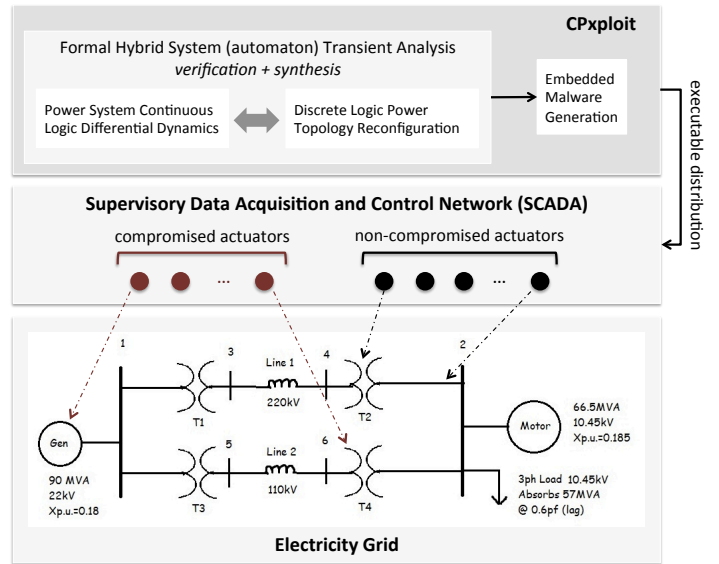 CPxploit
Formal Hybrid System (automaton) Transient Analysis
verification + synthesis
Power System Continuous
Logic Differential Dynamics
Discrete Logic Power
Topology Reconfiguration
Embedded
Malware
Generation
executable distribution
Supervisory Data Acquisition and Control Network (SCADA)
compromised actuators
non-compromised actuators
...
...
1
3
Line 1
4
2
220kV
T1
T2
66.5MVA
10.45kV
Xp.u.=0.185
Motor
Gen
5
Line 2
6
90 MVA
22kV
Xp.u.=0.18
110kV
T3
T4
3ph Load 10.45kV
Absorbs 57MVA
@ 0.6pf (lag)
Electricity Grid